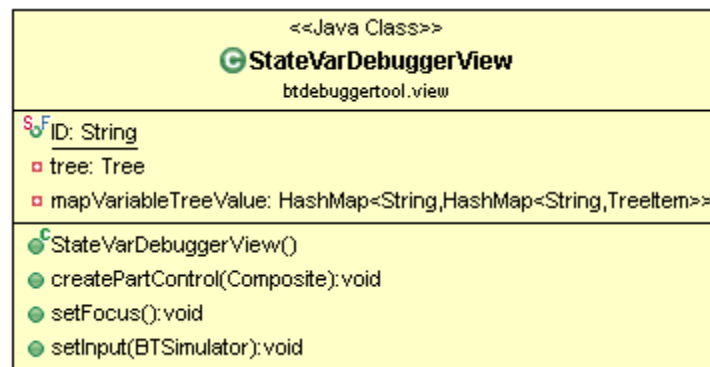 <<Java Class>>
StateVarDebuggerView
btdebuggertool.view
ID: String
tree: Tree
mapVariableTreeValue: HashMap<String,HashMap<String,TreeItem>>
StateVarDebuggerView()
createPartControl(Composite):void
setFocus():void
setInput(BTSimulator):void